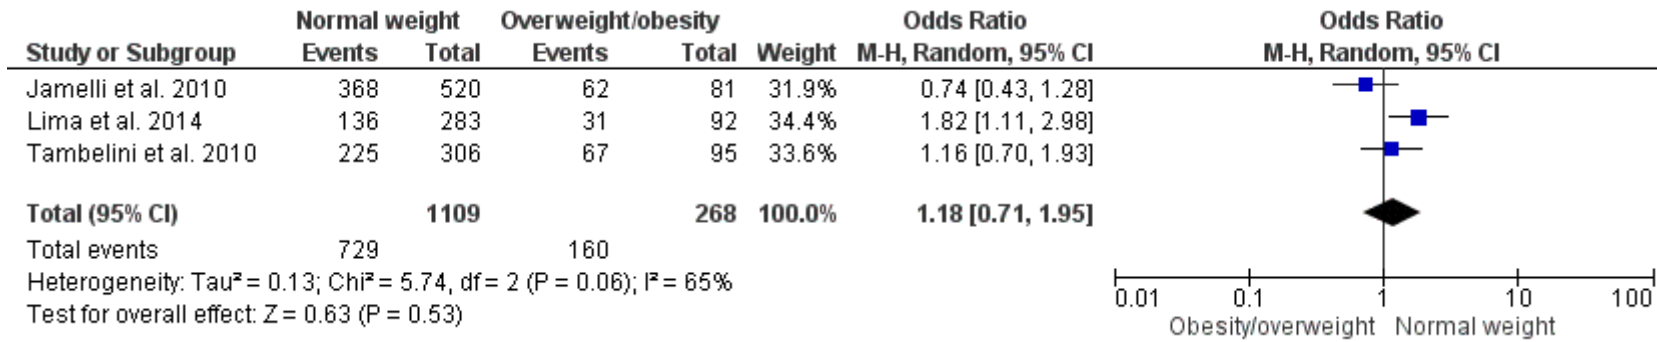 Normal weight Overweight/obesity Odds Ratio Odds Ratio
Study or Subgroup Events Total Events Total Weight M-H, Random, 95% CI M-H, Random, 95% CI
Jamelli et al. 2010 368 520 62 81 31.9% 0.74 [0.43, 1.28]
Lima et al. 2014 136 283 31 92 34.4% 1.82 [1.11, 2.98]
Tambelini et al. 2010 225 306 67 95 33.6% 1.16 [0.70, 1.93]
Total (95% CI) 1109 268 100.0% 1.18 [0.71, 1.95]
Total events 729 160
Heterogeneity: Tau² = 0.13; Chi² = 5.74, df = 2 (P = 0.06); I² = 65%
Test for overall effect: Z = 0.63 (P = 0.53)
0.01 0.1 1 10 100
Obesity/overweight Normal weight